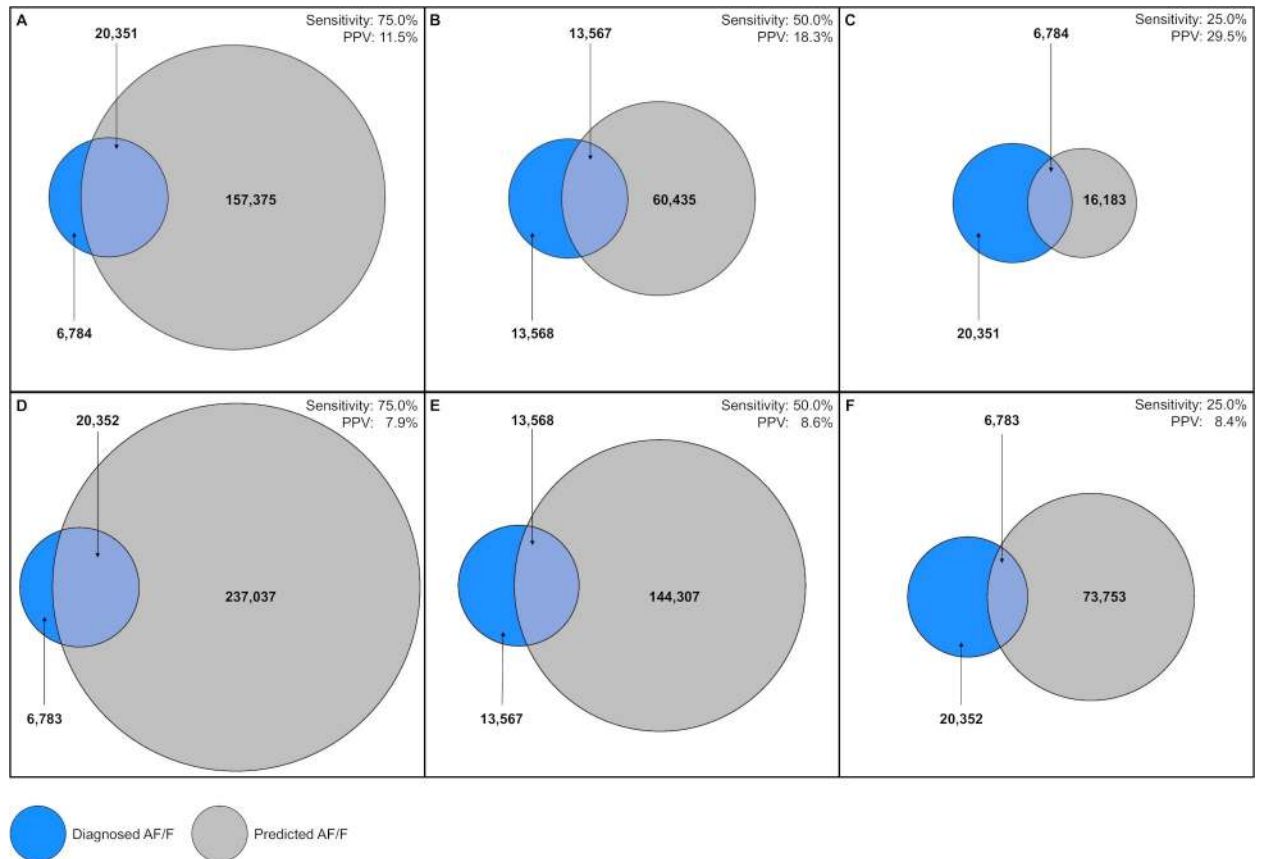 A
Sensitivity: 75.0%
PPV: 11.5%
20,351
157,375
6,784
B
Sensitivity: 50.0%
PPV: 18.3%
13,567
60,435
13,568
C
Sensitivity: 25.0%
PPV: 29.5%
6,784
16,183
20,351
D
Sensitivity: 75.0%
PPV: 7.9%
20,352
237,037
6,783
E
Sensitivity: 50.0%
PPV: 8.6%
13,568
144,307
13,567
F
Sensitivity: 25.0%
PPV: 8.4%
6,783
73,753
20,352
Diagnosed AF/F
Predicted AF/F